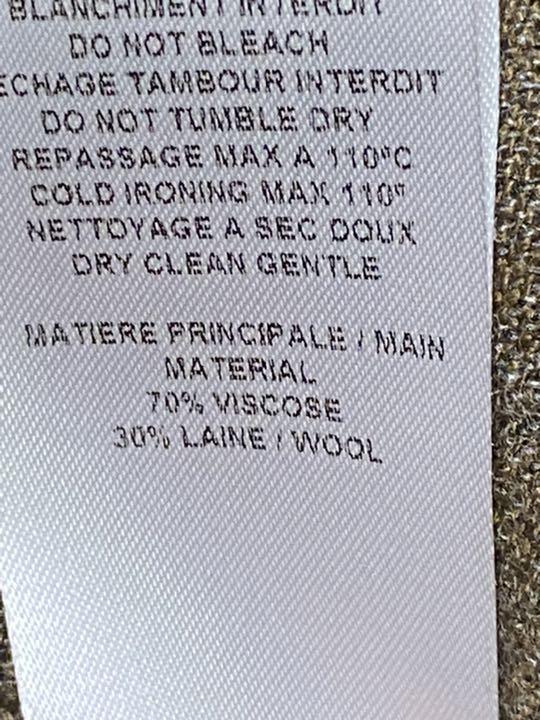 BLANCHIMENT INTERDIT
DO NOT BLEACH
ECHAGE TAMBOUR INTERDIT
DO NOT TUMBLE DRY
REPASSAGE MAX A 110°C
COLD IRONING MAX 110°
NETTOYAGE A SEC DOUX
DRY CLEAN GENTLE
MATIERE PRINCIPALE / MAIN
MATERIAL
70% VISCOSE
30% LAINE / WOOL